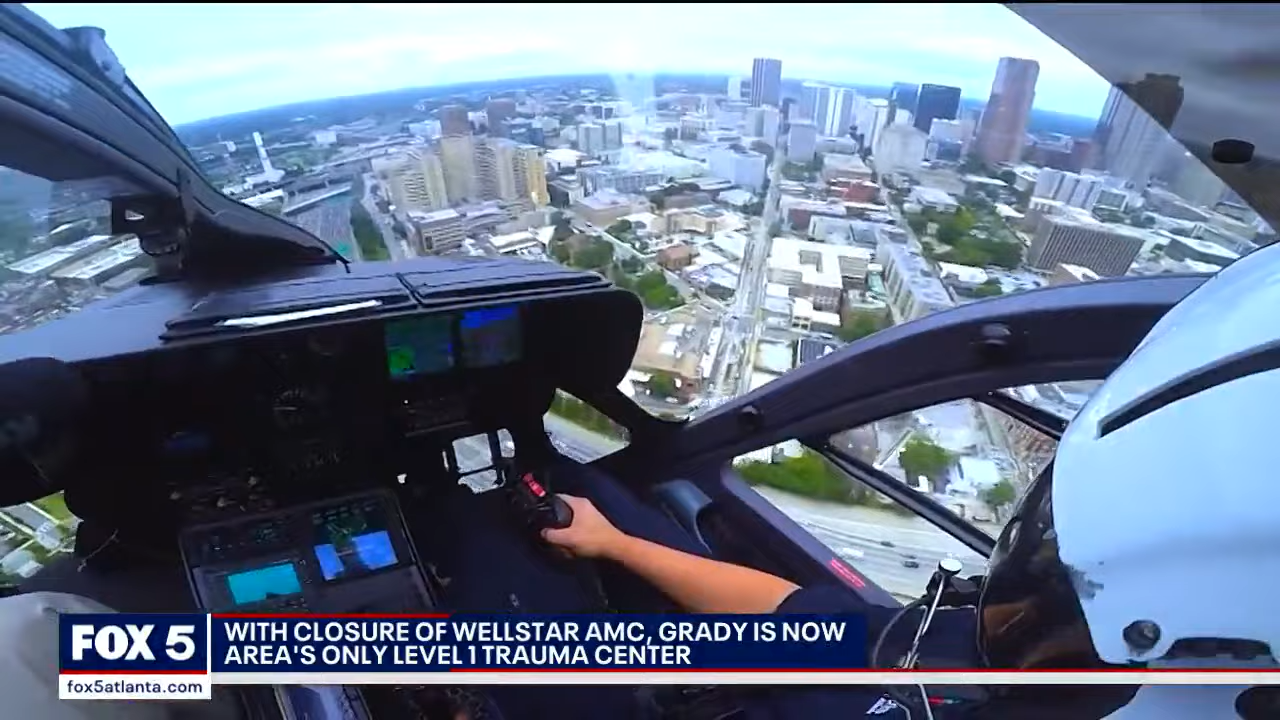 FOX 5
WITH CLOSURE OF WELLSTAR AMC, GRADY IS NOW
AREA'S ONLY LEVEL 1 TRAUMA CENTER
fox5atlanta.com